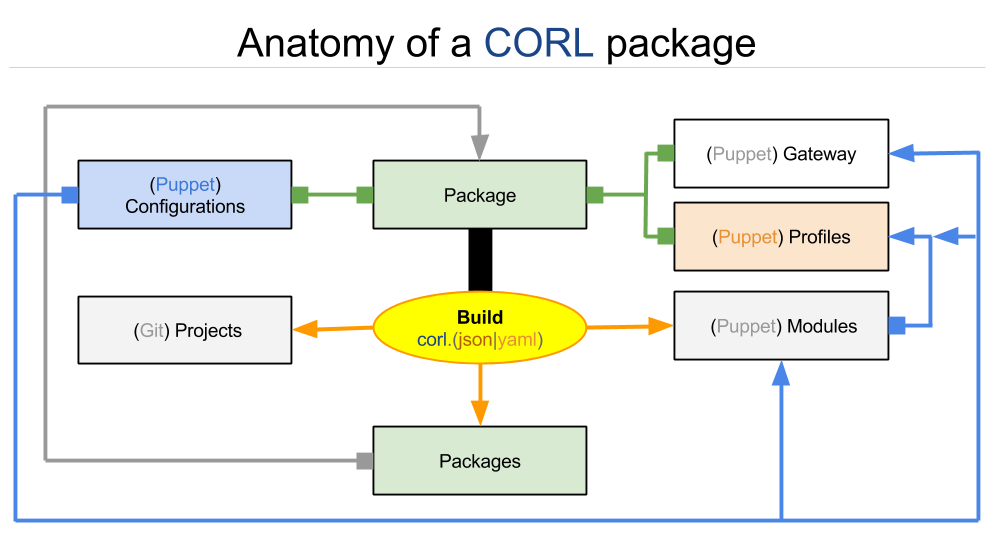 Anatomy of a CORL package
(Puppet)
Configurations
Package
(Puppet) Gateway
(Puppet) Profiles
(Git) Projects
Build
corl.(json|yaml)
(Puppet) Modules
Packages